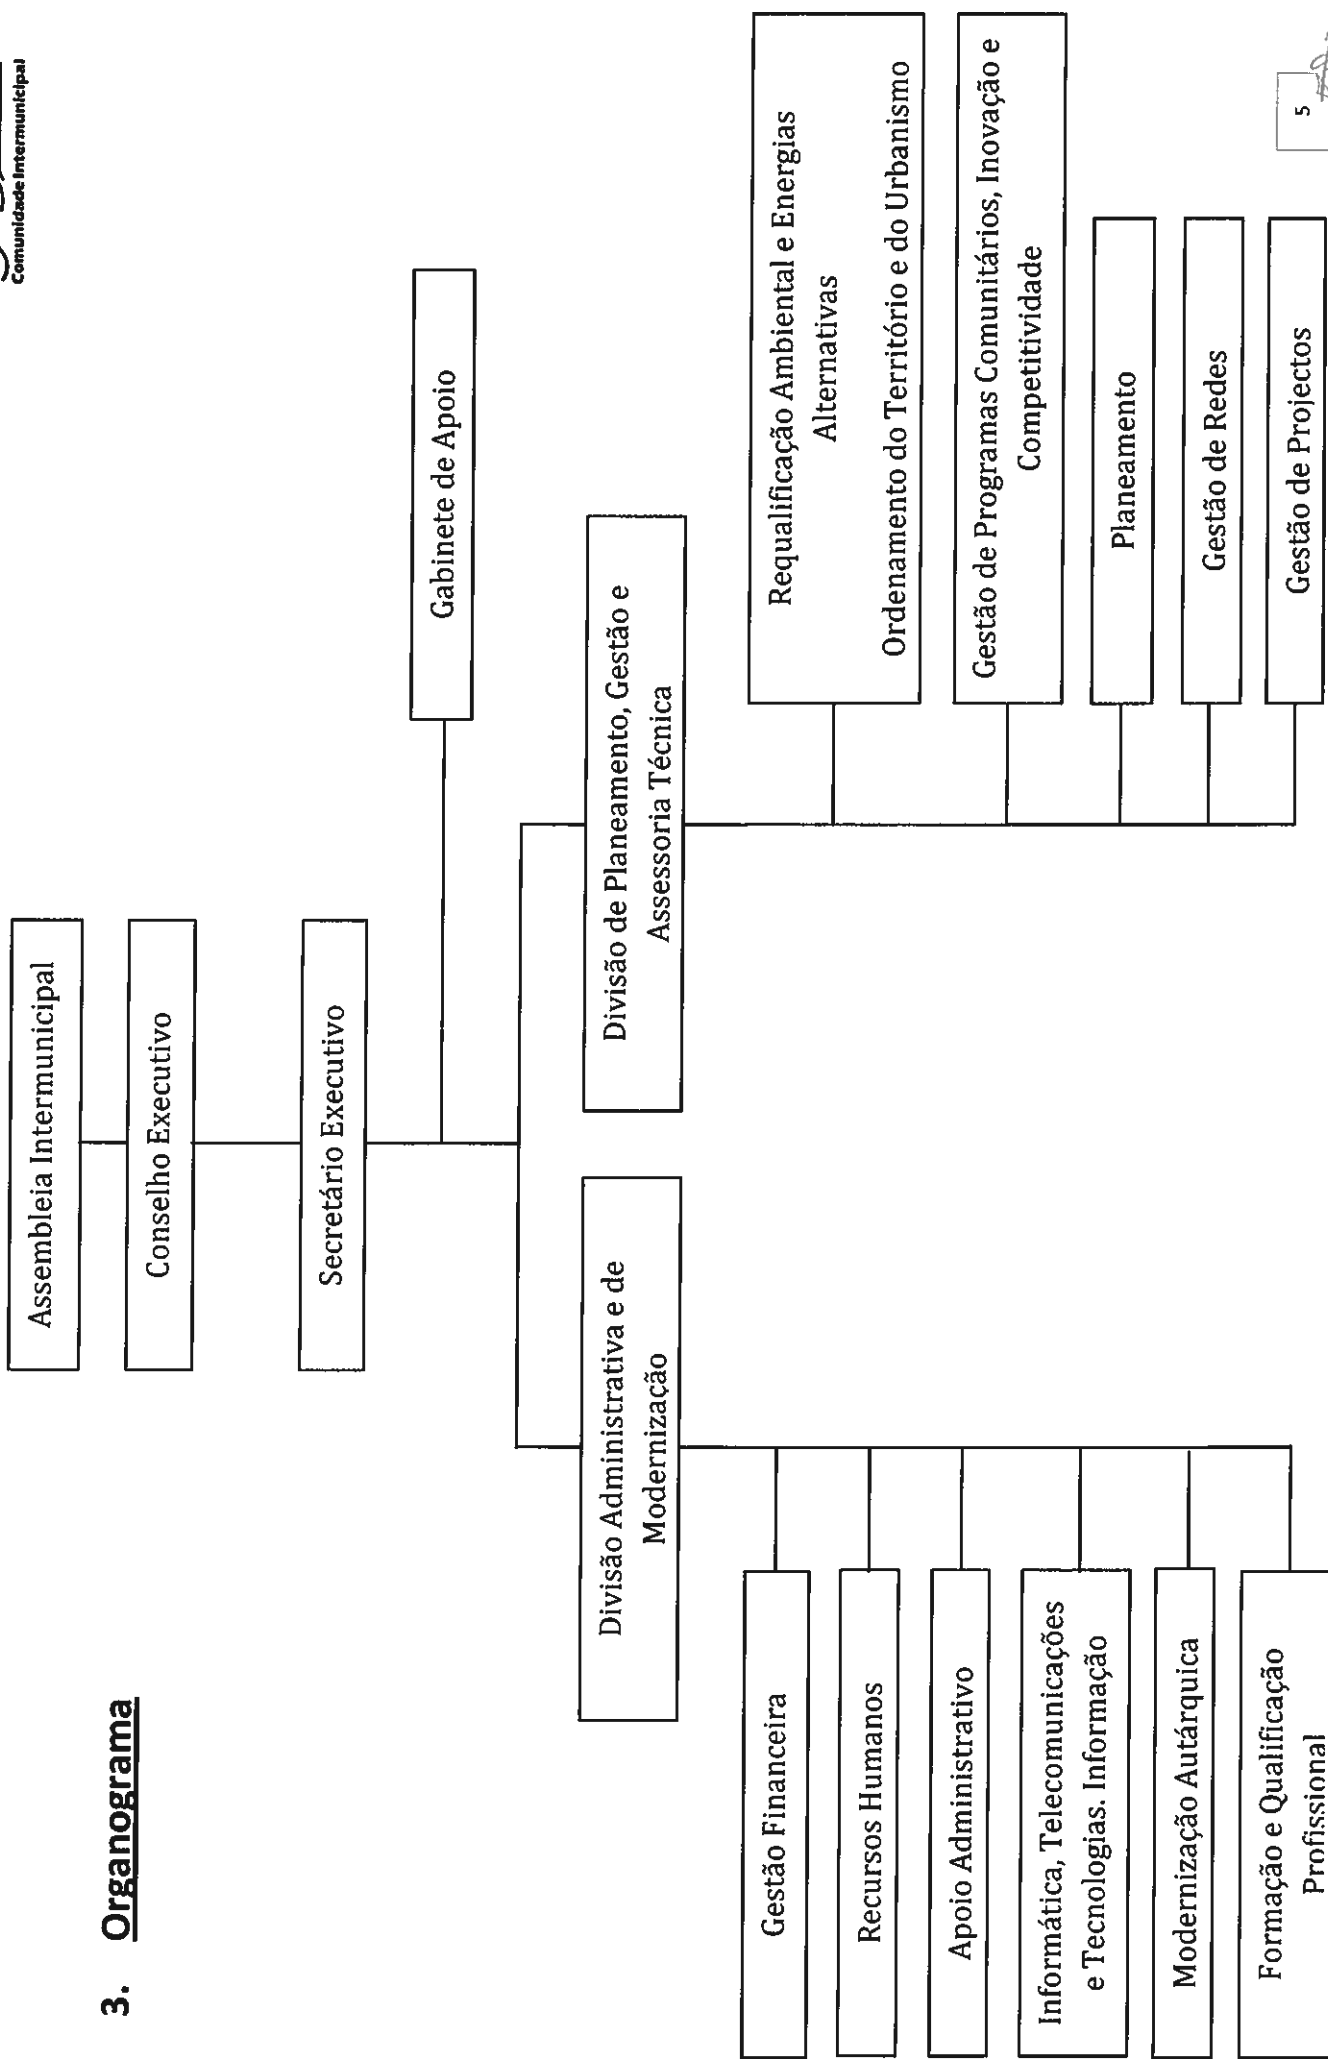 Comunidade Intermunicipal
3. Organograma
Assembleia Intermunicipal
Conselho Executivo
Secretário Executivo
Gabinete de Apoio
Divisão Administrativa e de
Modernização
Divisão de Planeamento, Gestão e
Assessoria Técnica
Gestão Financeira
Recursos Humanos
Apoio Administrativo
Informática, Telecomunicações
e Tecnologias. Informação
Modernização Autárquica
Formação e Qualificação
Profissional
Requalificação Ambiental e Energias
Alternativas
Ordenamento do Território e do Urbanismo
Gestão de Programas Comunitários, Inovação e
Competitividade
Planeamento
Gestão de Redes
Gestão de Projectos
5